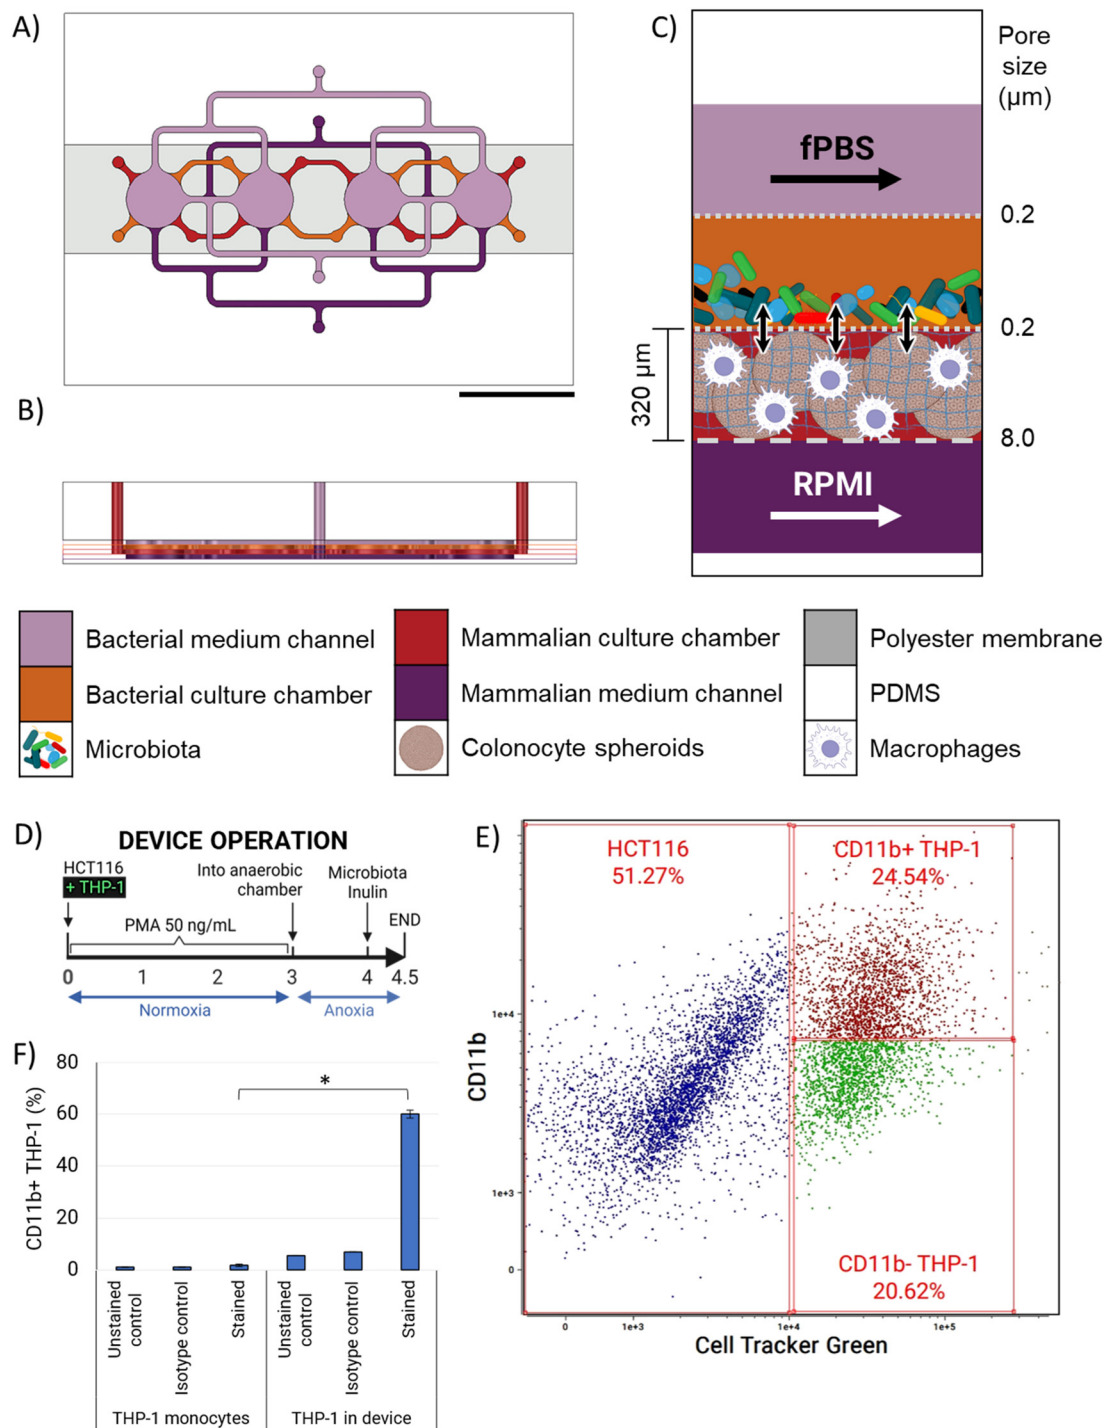 A)
C)
Pore
size
(µm)
fPBS
0.2
0.2
320 µm
8.0
RPMI
B)
Bacterial medium channel
Mammalian culture chamber
Polyester membrane
Bacterial culture chamber
Mammalian medium channel
PDMS
Microbiota
Colonocyte spheroids
Macrophages
D)
DEVICE OPERATION
HCT116
+ THP-1
Into anaerobic
chamber
Microbiota
Inulin
END
PMA 50 ng/mL
0 1 2 3 4 4.5
Normoxia
Anoxia
E)
HCT116
51.27%
CD11b+ THP-1
24.54%
CD11b- THP-1
20.62%
CD11b
1e+4
1e+3
0
0 1e+3 1e+4 1e+5
Cell Tracker Green
F)
CD11b+ THP-1 (%)
80
60
40
20
0
*
Unstained
control
Isotype control
Stained
Unstained
control
Isotype control
Stained
THP-1 monocytes
THP-1 in device